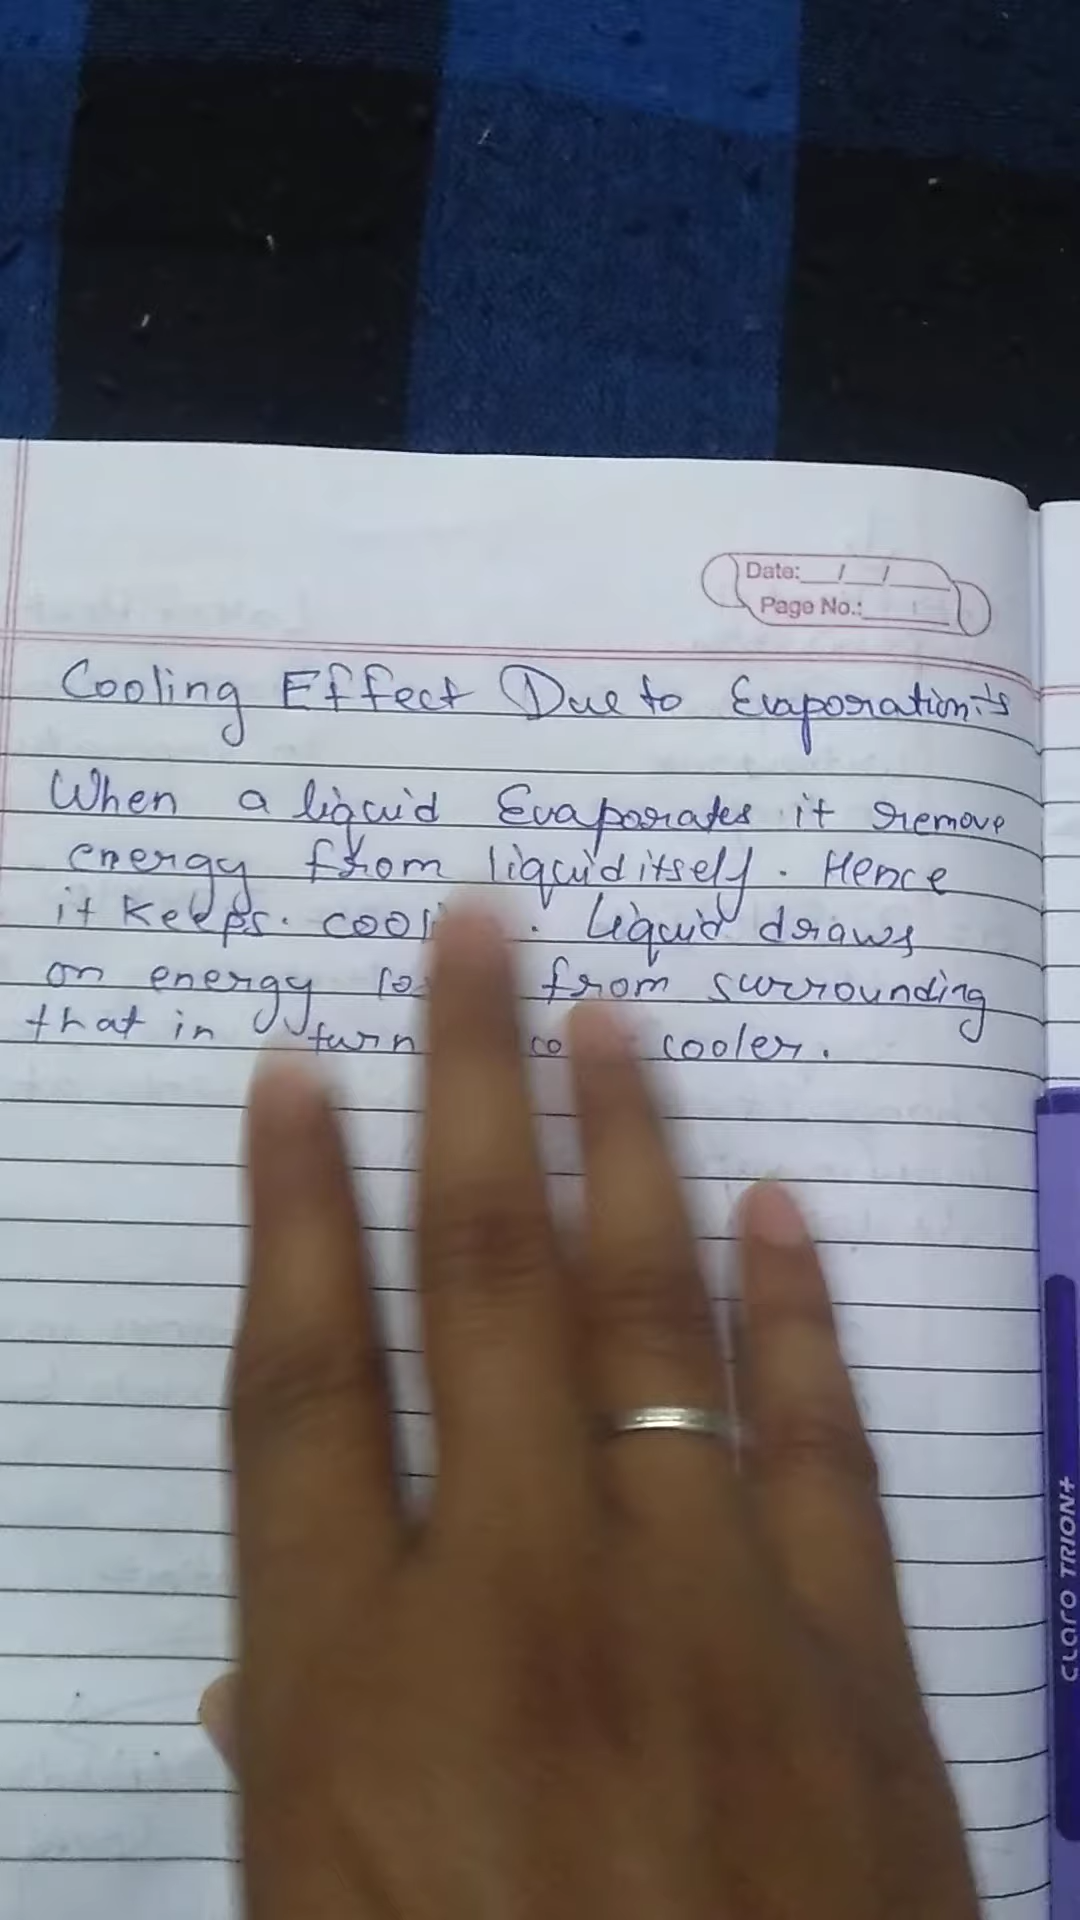 Date: / /
Page No.:
Cooling Effect Due to Evaporation:-
When a liquid Evaporates it remove
energy from liquid itself. Hence
it keeps. . Liquid draws
on energy from surrounding
that in turn cooler.
CLARO TRION+